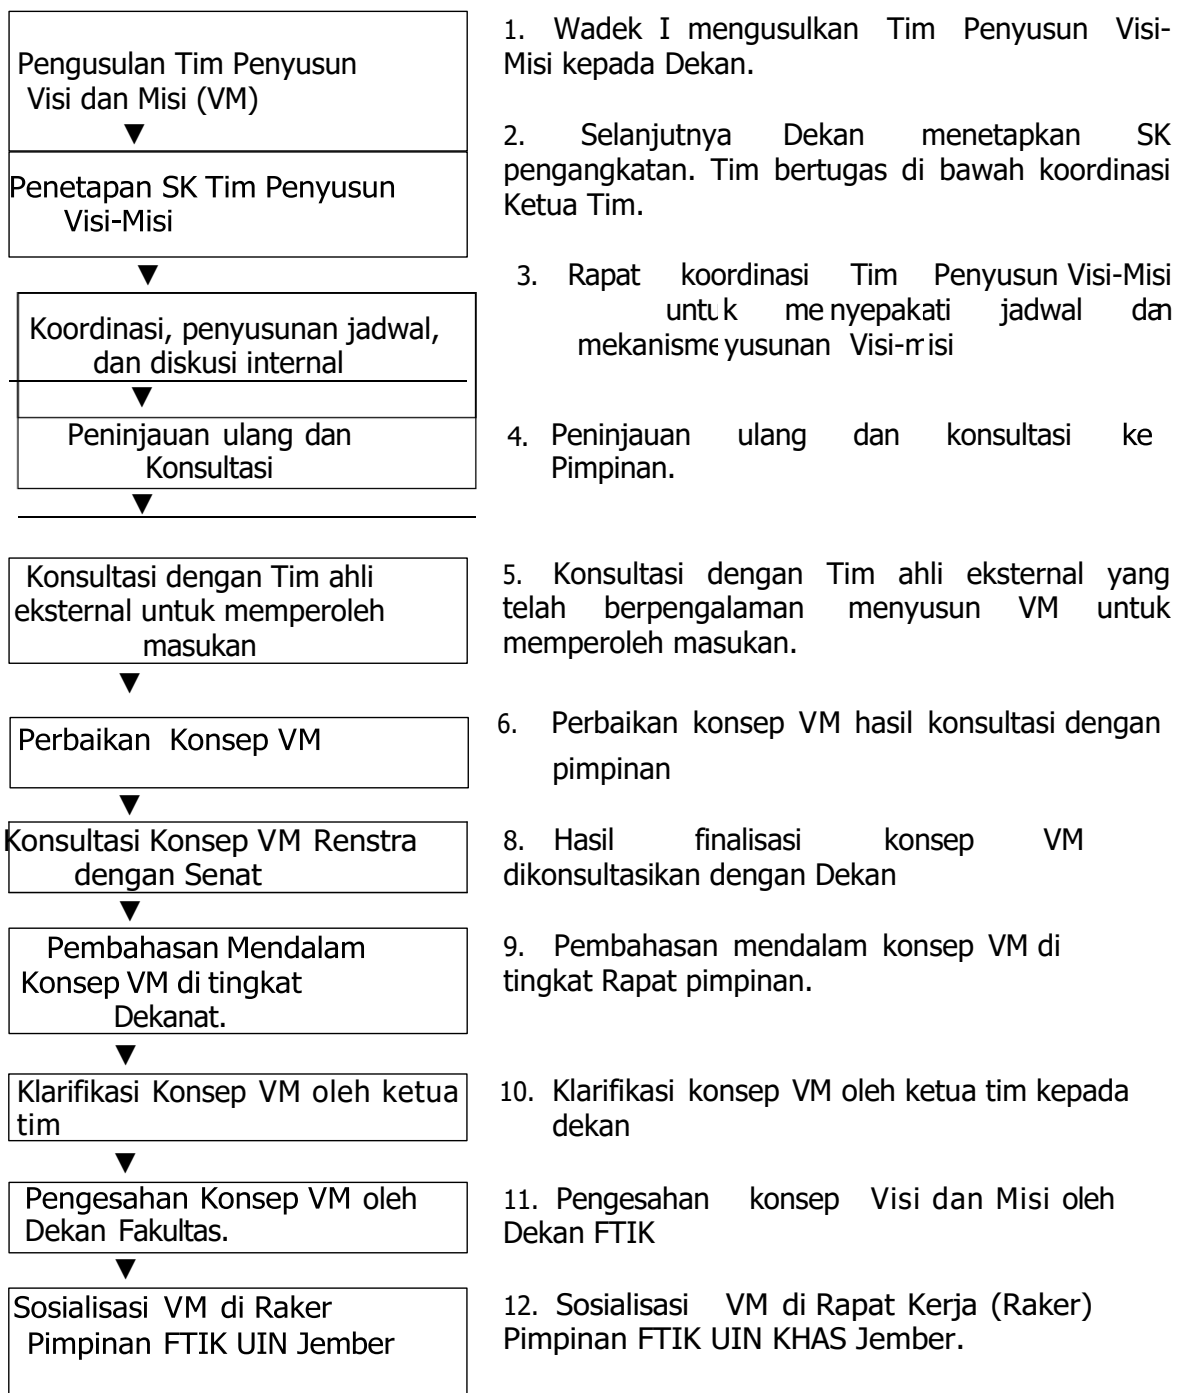 Pengusulan Tim Penyusun
Visi dan Misi (VM)
1. Wadek I mengusulkan Tim Penyusun Visi-
Misi kepada Dekan.
2. Selanjutnya Dekan menetapkan SK
pengangkatan. Tim bertugas di bawah koordinasi
Ketua Tim.
Penetapan SK Tim Penyusun
Visi-Misi
3. Rapat koordinasi Tim Penyusun Visi-Misi
untuk menyepakati jadwal dan
mekanisme yusunan Visi-misi
Koordinasi, penyusunan jadwal,
dan diskusi internal
Peninjauan ulang dan
Konsultasi
4. Peninjauan ulang dan konsultasi ke
Pimpinan.
Konsultasi dengan Tim ahli
eksternal untuk memperoleh
masukan
5. Konsultasi dengan Tim ahli eksternal yang
telah berpengalaman menyusun VM untuk
memperoleh masukan.
Perbaikan Konsep VM
6. Perbaikan konsep VM hasil konsultasi dengan
pimpinan
Konsultasi Konsep VM Renstra
dengan Senat
8. Hasil finalisasi konsep VM
dikonsultasikan dengan Dekan
Pembahasan Mendalam
Konsep VM di tingkat
Dekanat.
9. Pembahasan mendalam konsep VM di
tingkat Rapat pimpinan.
Klarifikasi Konsep VM oleh ketua
tim
10. Klarifikasi konsep VM oleh ketua tim kepada
dekan
Pengesahan Konsep VM oleh
Dekan Fakultas.
11. Pengesahan konsep Visi dan Misi oleh
Dekan FTIK
Sosialisasi VM di Raker
Pimpinan FTIK UIN Jember
12. Sosialisasi VM di Rapat Kerja (Raker)
Pimpinan FTIK UIN KHAS Jember.